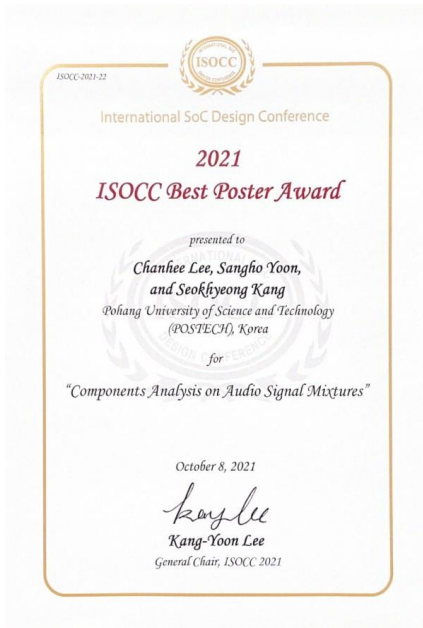 ISOCC
ISOCC-2021-22
International SoC Design Conference
2021
ISOCC Best Poster Award
presented to
Chanhee Lee, Sangho Yoon,
and Seokhyeong Kang
Pohang University of Science and Technology
(POSTECH), Korea
for
“Components Analysis on Audio Signal Mixtures”
October 8, 2021
Kang-Yoon Lee
General Chair, ISOCC 2021